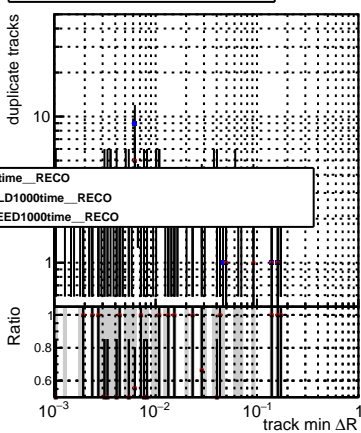 duplicate tracks
10
time__RECO
LD1000time__RECO
EED1000time__RECO
1
Ratio
1
0.8
0.6
10⁻³ 10⁻² 10⁻¹ 1
track min ΔR